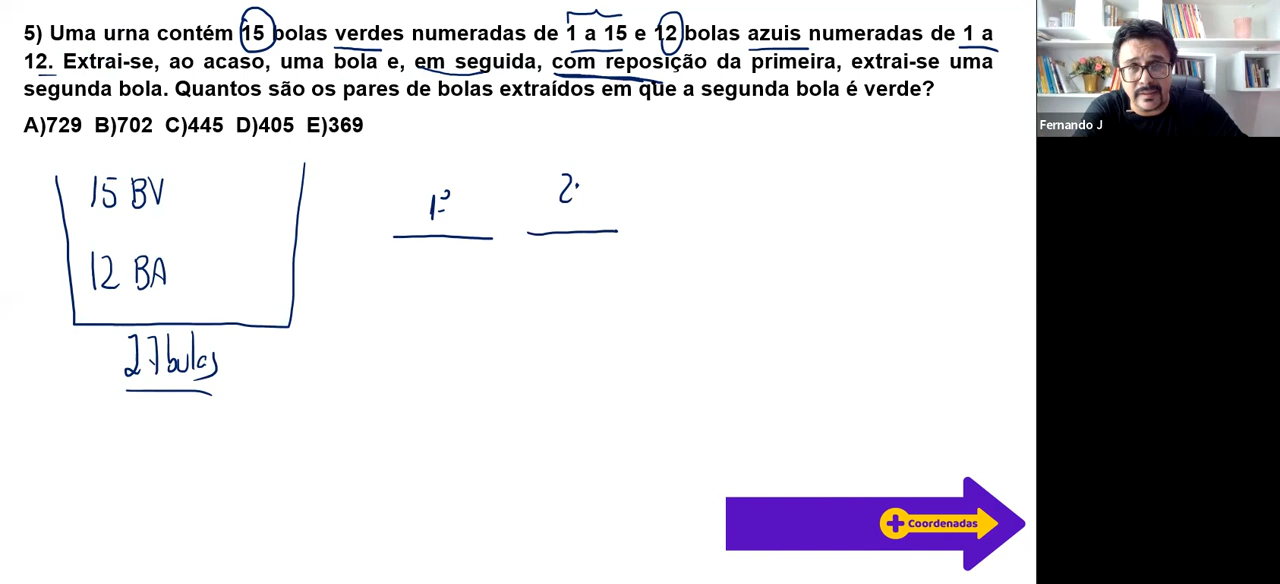 5) Uma urna contém 15 bolas verdes numeradas de 1 a 15 e 12 bolas azuis numeradas de 1 a
12. Extrai-se, ao acaso, uma bola e, em seguida, com reposição da primeira, extrai-se uma
segunda bola. Quantos são os pares de bolas extraídos em que a segunda bola é verde?
A)729 B)702 C)445 D)405 E)369
Fernando J
15 BV
12 BA
27 bolas
1º
2º
Coordenadas